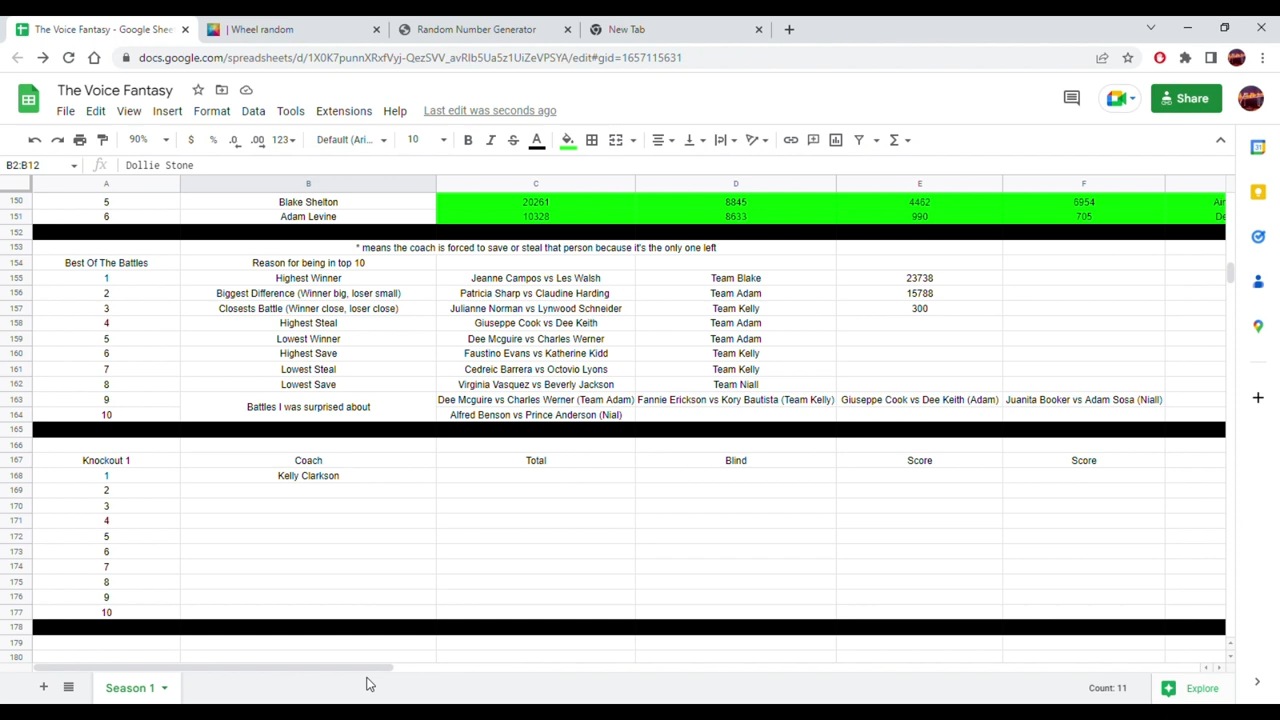 The Voice Fantasy - Google Shee
| Wheel random
Random Number Generator
New Tab
docs.google.com/spreadsheets/d/1X0K7punnXRxfVyj-QezSVV_avRIb5Ua5z1UiZeVPSYA/edit#gid=1657115631
The Voice Fantasy
File Edit View Insert Format Data Tools Extensions Help Last edit was seconds ago
Share
90% $ % .0 .00 123 Default (Ari... 10 B I S A
B2:B12 fx Dollie Stone
A B C D E F
150 5 Blake Shelton 20261 8845 4462 6954 Air
151 6 Adam Levine 10328 8633 990 705 De
152
153 * means the coach is forced to save or steal that person because it's the only one left
154 Best Of The Battles Reason for being in top 10
155 1 Highest Winner Jeanne Campos vs Les Walsh Team Blake 23738
156 2 Biggest Difference (Winner big, loser small) Patricia Sharp vs Claudine Harding Team Adam 15788
157 3 Closests Battle (Winner close, loser close) Julianne Norman vs Lynwood Schneider Team Kelly 300
158 4 Highest Steal Giuseppe Cook vs Dee Keith Team Adam
159 5 Lowest Winner Dee Mcguire vs Charles Werner Team Adam
160 6 Highest Save Faustino Evans vs Katherine Kidd Team Kelly
161 7 Lowest Steal Cedreic Barrera vs Octovio Lyons Team Kelly
162 8 Lowest Save Virginia Vasquez vs Beverly Jackson Team Niall
163 9 Battles I was surprised about Dee Mcguire vs Charles Werner (Team Adam) Fannie Erickson vs Kory Bautista (Team Kelly) Giuseppe Cook vs Dee Keith (Adam) Juanita Booker vs Adam Sosa (Niall)
164 10 Alfred Benson vs Prince Anderson (Nial)
165
166
167 Knockout 1 Coach Total Blind Score Score
168 1 Kelly Clarkson
169 2
170 3
171 4
172 5
173 6
174 7
175 8
176 9
177 10
178
179
180
Season 1
Count: 11
Explore